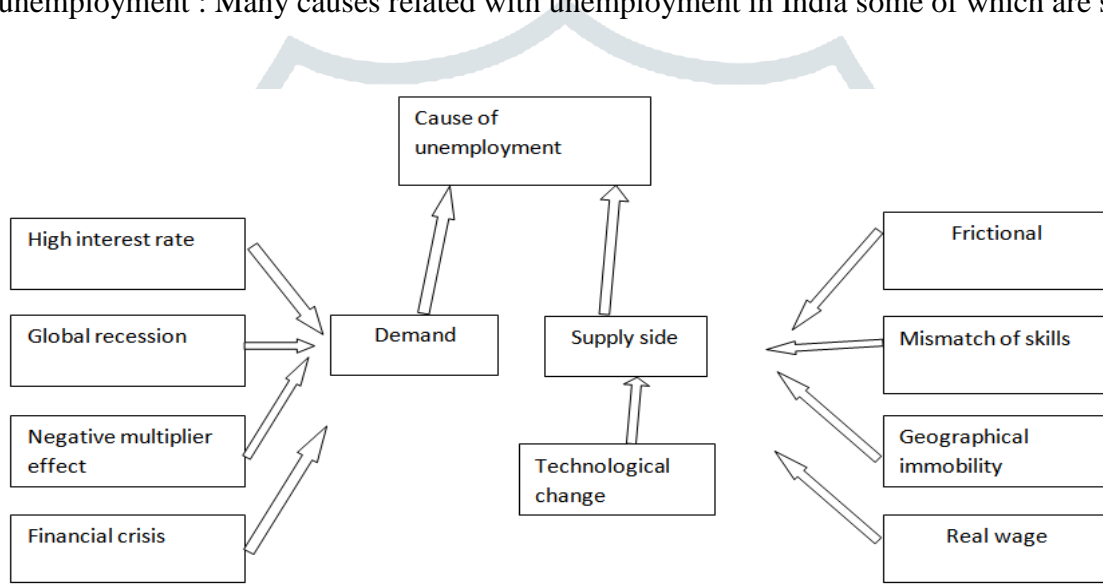 unemployment : Many causes related with unemployment in India some of which are s
Cause of
unemployment
High interest rate
Global recession
Negative multiplier
effect
Financial crisis
Demand
Supply side
Technological
change
Frictional
Mismatch of skills
Geographical
immobility
Real wage